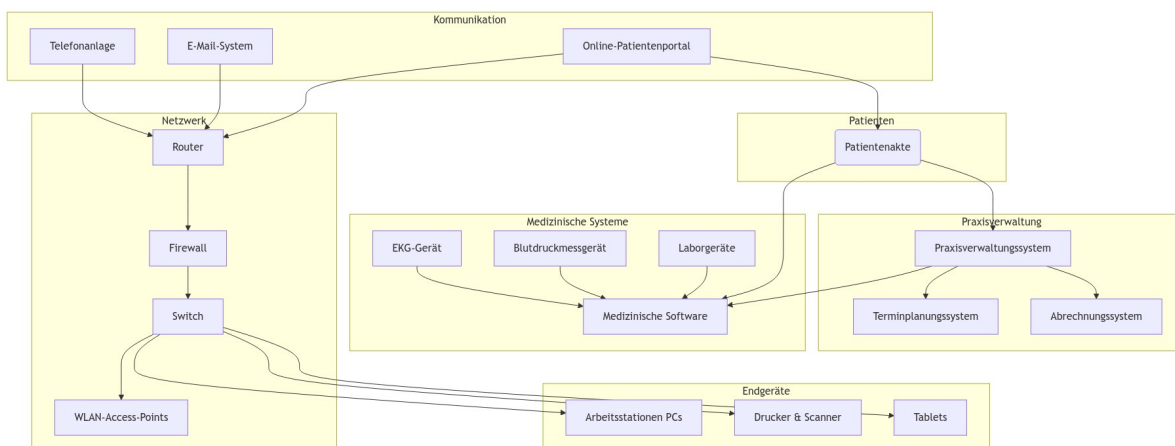 Kommunikation
Telefonanlage
E-Mail-System
Online-Patientenportal
Netzwerk
Router
Patienten
Patientenakte
Medizinische Systeme
EKG-Gerät
Blutdruckmessgerät
Laborgeräte
Praxisverwaltung
Praxisverwaltungssystem
Firewall
Switch
Medizinische Software
Terminplanungssystem
Abrechnungssystem
Endgeräte
WLAN-Access-Points
Arbeitsstationen PCs
Drucker & Scanner
Tablets